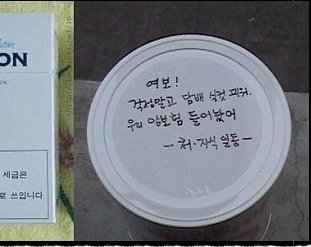 ON
세금은
로 쓰입니다.
여보!
걱정말고 담배 실컷 피워.
우리 암보험 들어놨어
- 처·자식 일동 -